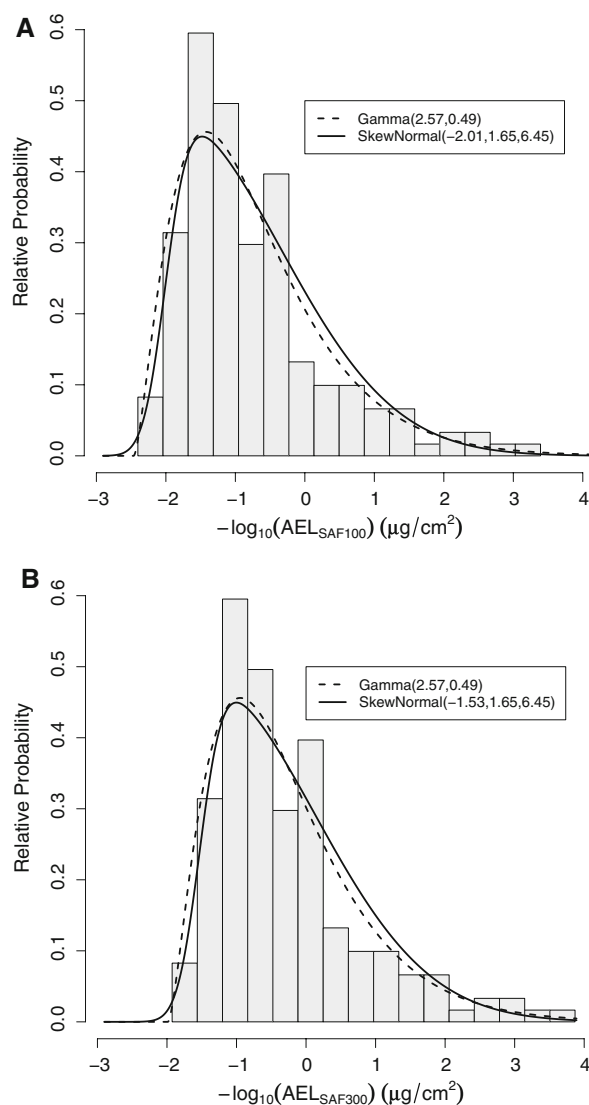 A
Relative Probability
0.6
0.5
0.4
0.3
0.2
0.1
0.0
Gamma(2.57,0.49)
SkewNormal(−2.01,1.65,6.45)
−3 −2 −1 0 1 2 3 4
−log10(AELSAF100) (μg/cm2)
B
Relative Probability
0.6
0.5
0.4
0.3
0.2
0.1
0.0
Gamma(2.57,0.49)
SkewNormal(−1.53,1.65,6.45)
−3 −2 −1 0 1 2 3 4
−log10(AELSAF300) (μg/cm2)